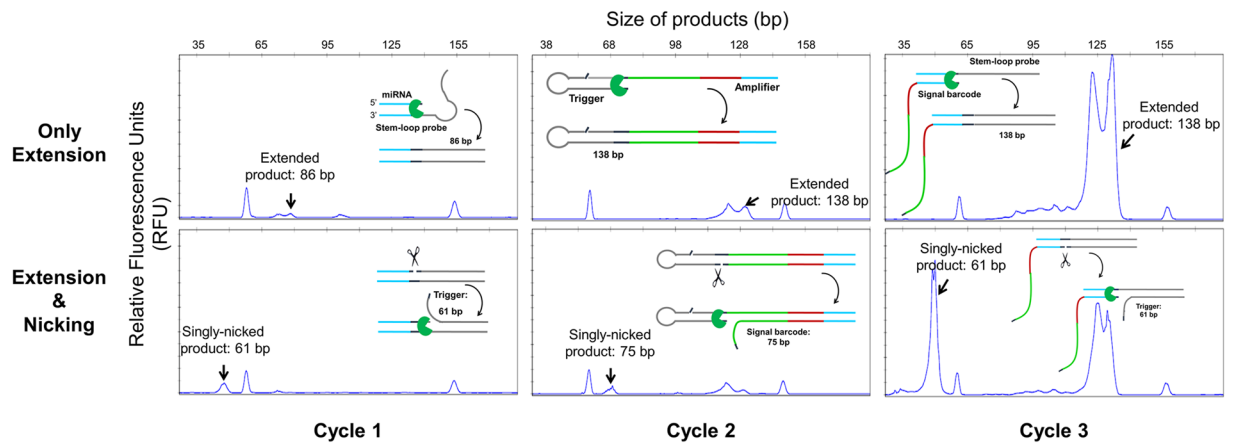 Size of products (bp)
35 65 95 125 155
38 68 98 128 158
35 65 95 125 155
Relative Fluorescence Units
(RFU)
Only
Extension
miRNA
5'
3'
Stem-loop probe
86 bp
Extended
product: 86 bp
Trigger
Amplifier
138 bp
Extended
product: 138 bp
Stem-loop probe
Signal barcode
138 bp
Extended
product: 138 bp
Extension
&
Nicking
Trigger:
61 bp
Singly-nicked
product: 61 bp
Signal barcode:
75 bp
Singly-nicked
product: 75 bp
Singly-nicked
product: 61 bp
Trigger:
61 bp
Cycle 1
Cycle 2
Cycle 3